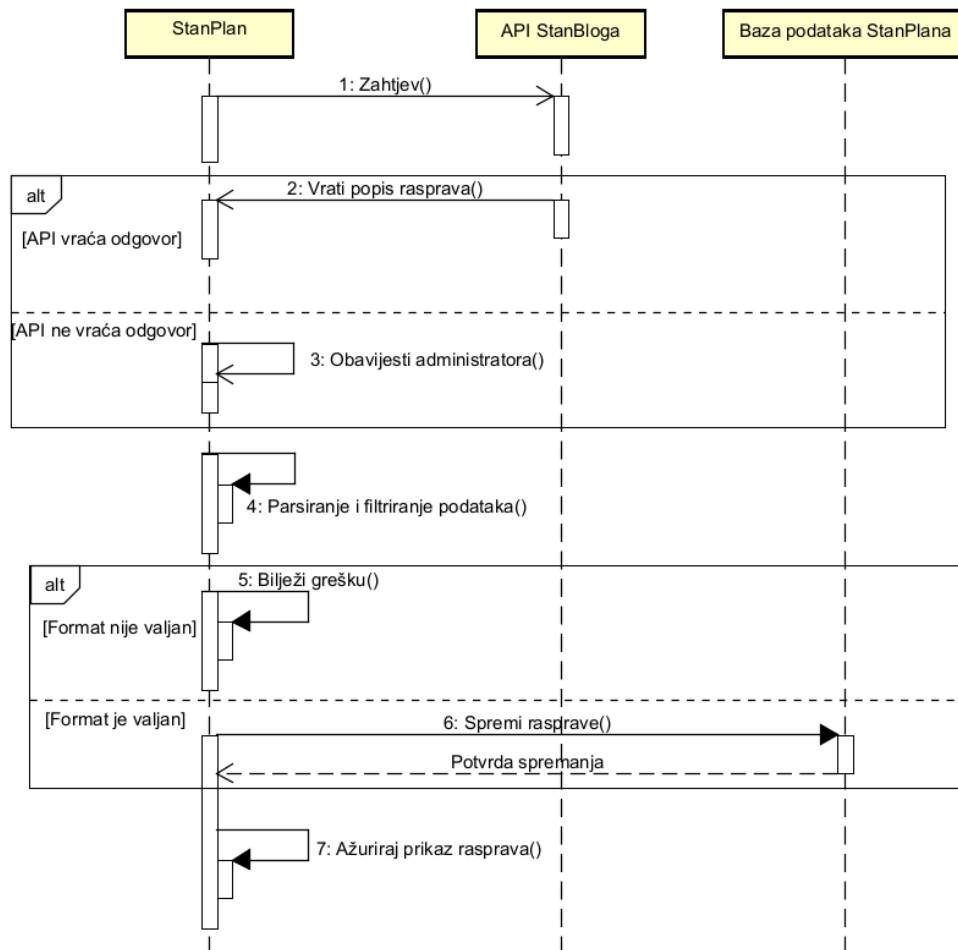 StanPlan
API StanBloga
Baza podataka StanPlana
1: Zahtjev()
alt
2: Vrati popis rasprava()
[API vraća odgovor]
[API ne vraća odgovor]
3: Obavijesti administratora()
4: Parsiranje i filtriranje podataka()
alt
5: Bilježi grešku()
[Format nije valjan]
[Format je valjan]
6: Spremi rasprave()
Potvrda spremanja
7: Ažuriraj prikaz rasprava()